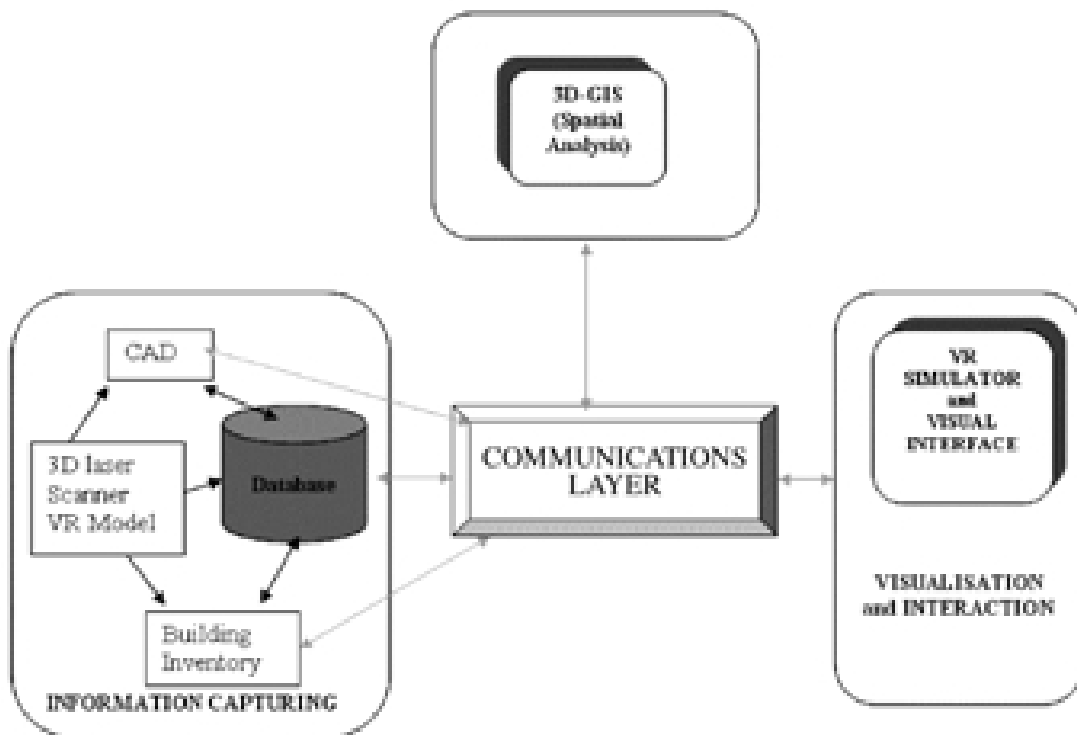 3D-GIS
(Spatial
Analysis)
CAD
3D laser
Scanner
VR Model
Database
Building
Inventory
INFORMATION CAPTURING
COMMUNICATIONS
LAYER
VR
SIMULATOR
and
VISUAL
INTERFACE
VISUALISATION
and INTERACTION